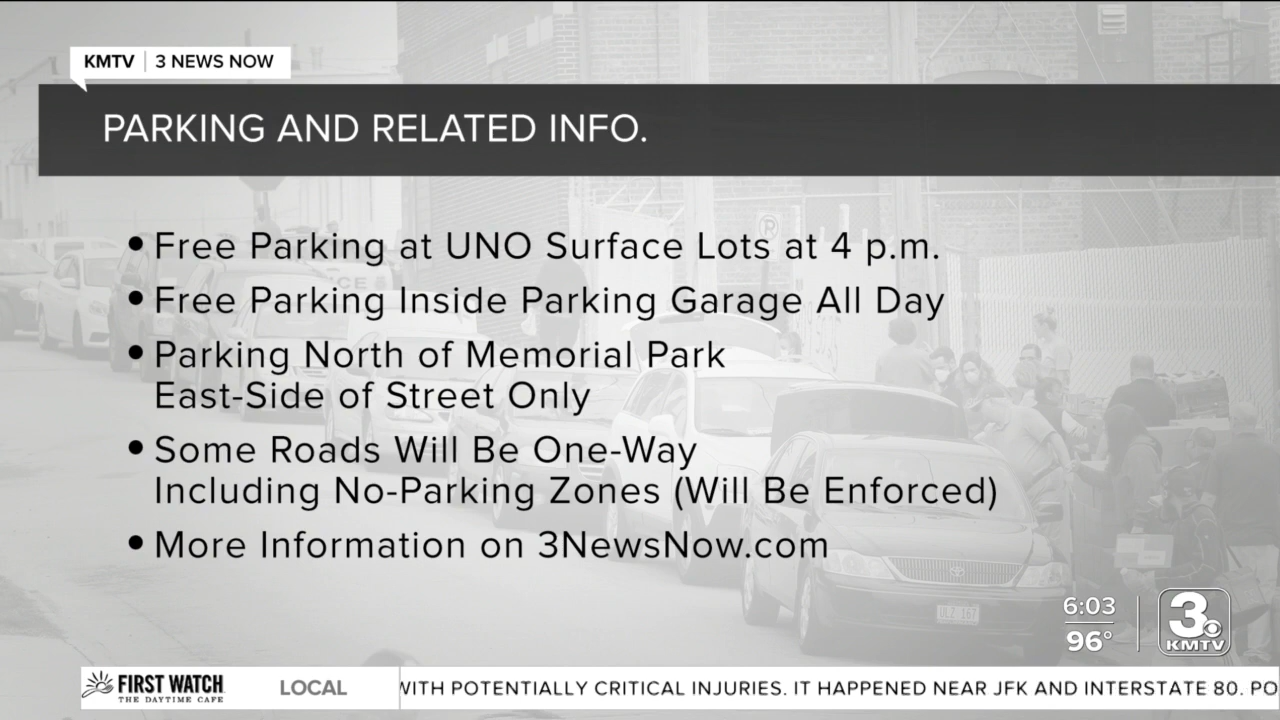 KMTV | 3 NEWS NOW
PARKING AND RELATED INFO.
• Free Parking at UNO Surface Lots at 4 p.m.
• Free Parking Inside Parking Garage All Day
• Parking North of Memorial Park
East-Side of Street Only
• Some Roads Will Be One-Way
Including No-Parking Zones (Will Be Enforced)
• More Information on 3NewsNow.com
6:03
96°
3
KMTV
FIRST WATCH
THE DAYTIME CAFE
LOCAL
WITH POTENTIALLY CRITICAL INJURIES. IT HAPPENED NEAR JFK AND INTERSTATE 80. PO